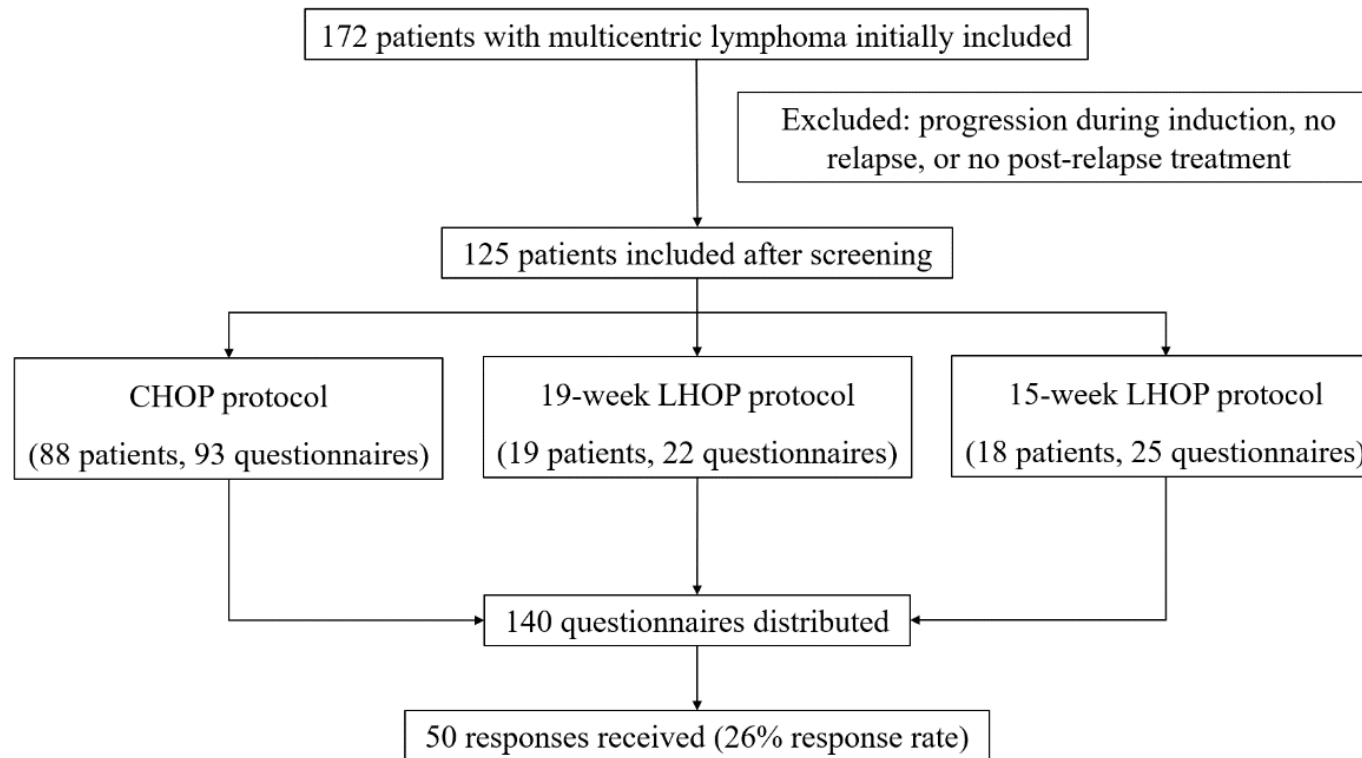 172 patients with multicentric lymphoma initially included
Excluded: progression during induction, no
relapse, or no post-relapse treatment
125 patients included after screening
CHOP protocol
(88 patients, 93 questionnaires)
19-week LHOP protocol
(19 patients, 22 questionnaires)
15-week LHOP protocol
(18 patients, 25 questionnaires)
140 questionnaires distributed
50 responses received (26% response rate)